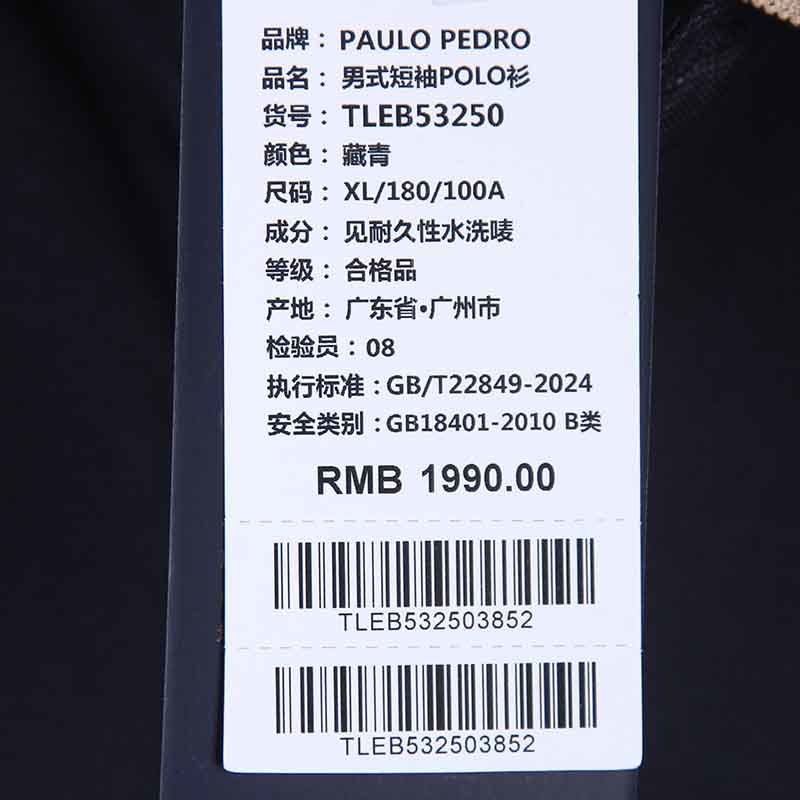 品牌：PAULO PEDRO
品名：男式短袖POLO衫
货号：TLEB53250
颜色：藏青
尺码：XL/180/100A
成分：见耐久性水洗唛
等级：合格品
产地：广东省•广州市
检验员：08
执行标准：GB/T22849-2024
安全类别：GB18401-2010 B类
RMB 1990.00
TLEB532503852
TLEB532503852